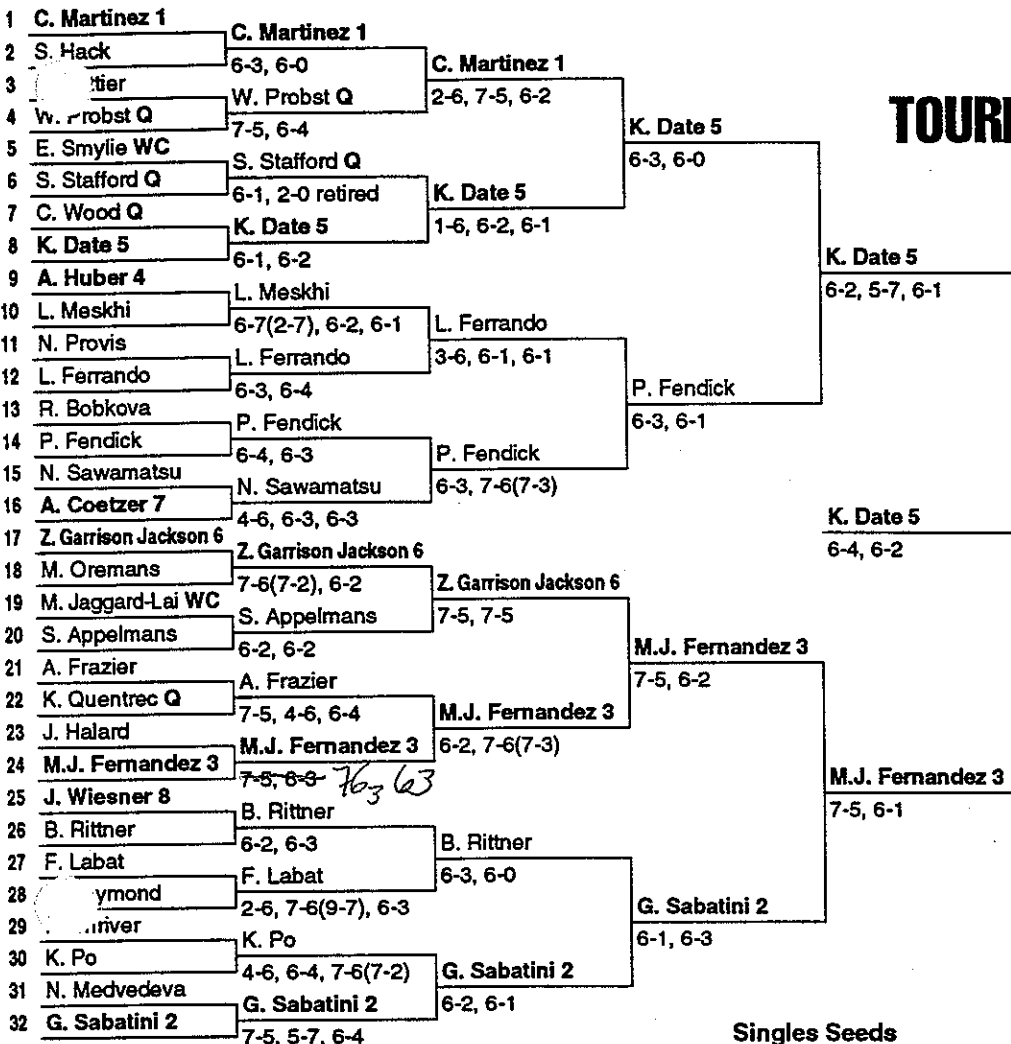 1 C. Martinez 1
2 S. Hack
3 tier
4 W. Probst Q
5 E. Smylie WC
6 S. Stafford Q
7 C. Wood Q
8 K. Date 5
9 A. Huber 4
10 L. Meskhi
11 N. Provis
12 L. Ferrando
13 R. Bobkova
14 P. Fendick
15 N. Sawamatsu
16 A. Coetzer 7
17 Z. Garrison Jackson 6
18 M. Oremans
19 M. Jaggard-Lai WC
20 S. Appelmans
21 A. Frazier
22 K. Quentrec Q
23 J. Halard
24 M.J. Fernandez 3
25 J. Wiesner 8
26 B. Rittner
27 F. Labat
28 ymond
29 river
30 K. Po
31 N. Medvedeva
32 G. Sabatini 2
C. Martinez 1
6-3, 6-0
W. Probst Q
7-5, 6-4
S. Stafford Q
6-1, 2-0 retired
K. Date 5
6-1, 6-2
L. Meskhi
6-7(2-7), 6-2, 6-1
L. Ferrando
6-3, 6-4
P. Fendick
6-4, 6-3
N. Sawamatsu
4-6, 6-3, 6-3
Z. Garrison Jackson 6
7-6(7-2), 6-2
S. Appelmans
6-2, 6-2
A. Frazier
7-5, 4-6, 6-4
M.J. Fernandez 3
7-5, 6-3 76₃ 63
B. Rittner
6-2, 6-3
F. Labat
2-6, 7-6(9-7), 6-3
K. Po
4-6, 6-4, 7-6(7-2)
G. Sabatini 2
7-5, 5-7, 6-4
C. Martinez 1
2-6, 7-5, 6-2
K. Date 5
1-6, 6-2, 6-1
L. Ferrando
3-6, 6-1, 6-1
P. Fendick
6-3, 7-6(7-3)
Z. Garrison Jackson 6
7-5, 7-5
M.J. Fernandez 3
6-2, 7-6(7-3)
B. Rittner
6-3, 6-0
G. Sabatini 2
6-2, 6-1
K. Date 5
6-3, 6-0
P. Fendick
6-3, 6-1
M.J. Fernandez 3
7-5, 6-2
G. Sabatini 2
6-1, 6-3
K. Date 5
6-2, 5-7, 6-1
M.J. Fernandez 3
7-5, 6-1
K. Date 5
6-4, 6-2
TOUR
Singles Seeds